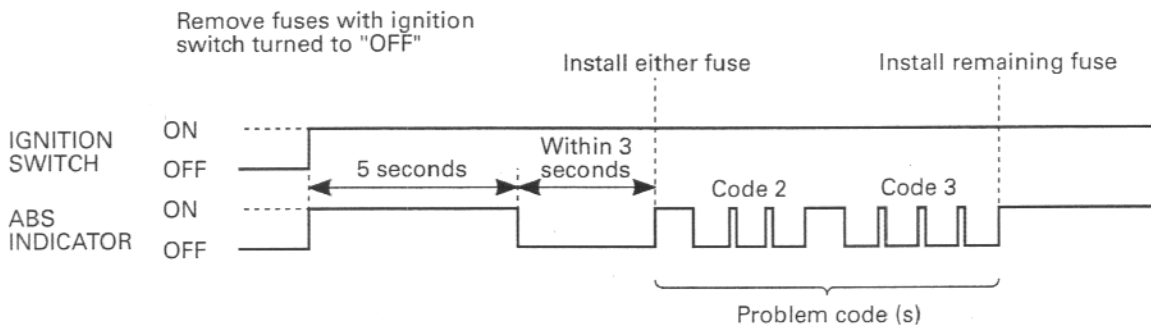 Remove fuses with ignition
switch turned to "OFF"
Install either fuse
Install remaining fuse
IGNITION
SWITCH
ON
OFF
5 seconds
Within 3
seconds
Code 2
Code 3
ABS
INDICATOR
ON
OFF
Problem code (s)